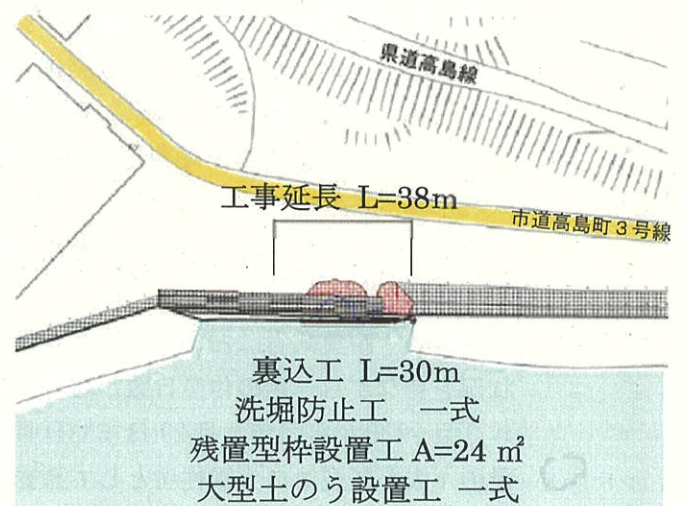 県道高島線
工事延長 L=38m
市道高島町3号線
裏込工 L=30m
洗堀防止工 一式
残置型枠設置工 A=24 ㎡
大型土のう設置工 一式